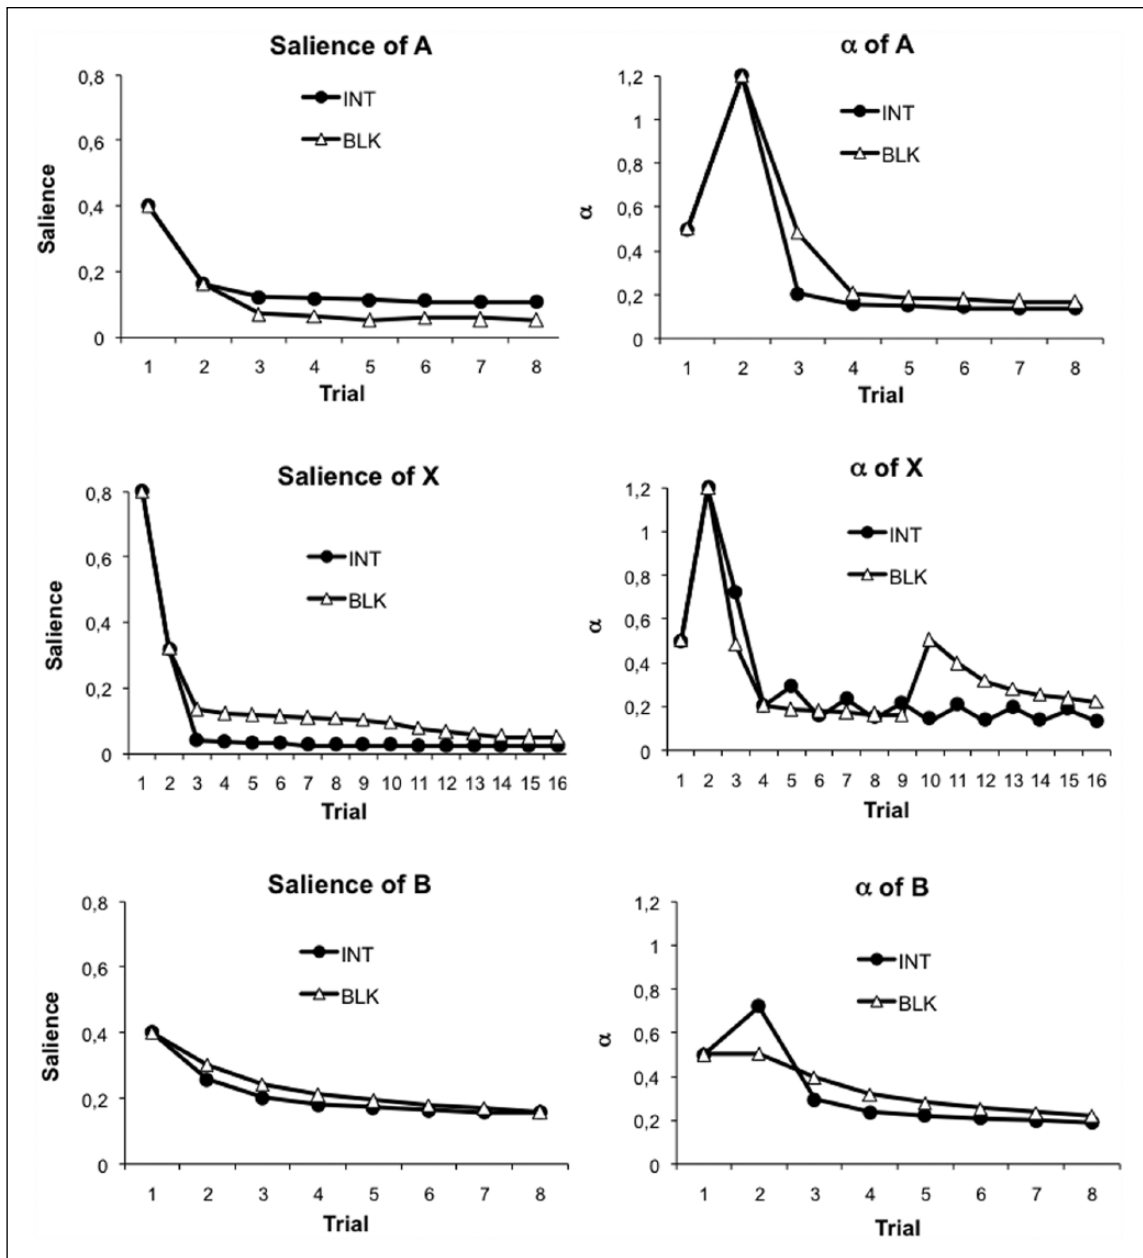 Salience of A
0,8
0,6
0,4
0,2
0
Salience
INT
BLK
1 2 3 4 5 6 7 8
Trial
α of A
1,2
1
0,8
0,6
0,4
0,2
0
α
INT
BLK
1 2 3 4 5 6 7 8
Trial
Salience of X
0,8
0,6
0,4
0,2
0
Salience
INT
BLK
1 2 3 4 5 6 7 8 9 10 11 12 13 14 15 16
Trial
α of X
1,2
1
0,8
0,6
0,4
0,2
0
α
INT
BLK
1 2 3 4 5 6 7 8 9 10 11 12 13 14 15 16
Trial
Salience of B
0,8
0,6
0,4
0,2
0
Salience
INT
BLK
1 2 3 4 5 6 7 8
Trial
α of B
1,2
1
0,8
0,6
0,4
0,2
0
α
INT
BLK
1 2 3 4 5 6 7 8
Trial